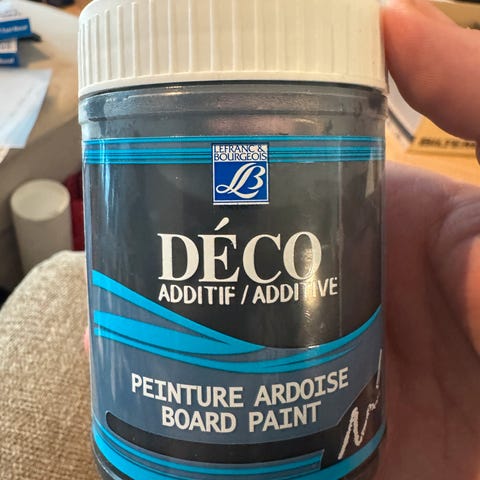 LEFRANC &
BOURGEOIS
LB
DÉCO
ADDITIF / ADDITIVE
PEINTURE ARDOISE
BOARD PAINT